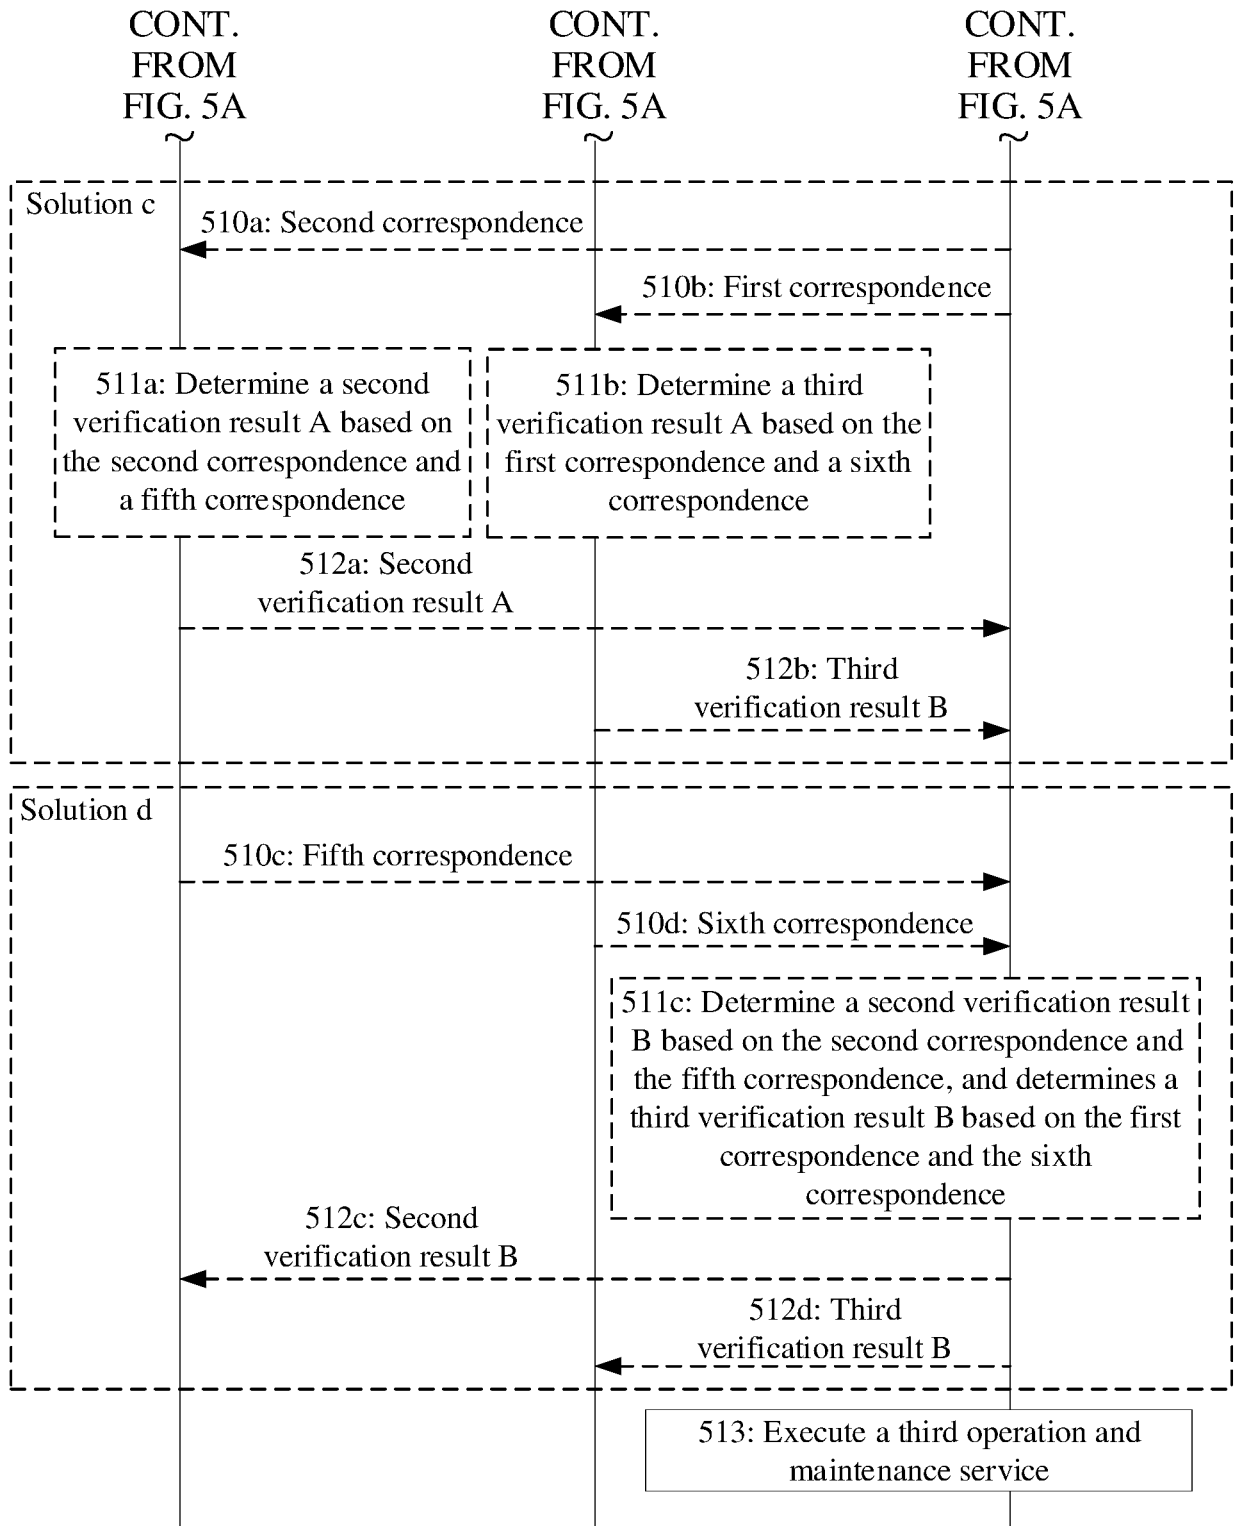 CONT.
FROM
FIG. 5A
CONT.
FROM
FIG. 5A
CONT.
FROM
FIG. 5A
Solution c
510a: Second correspondence
510b: First correspondence
511a: Determine a second
verification result A based on
the second correspondence and
a fifth correspondence
511b: Determine a third
verification result A based on the
first correspondence and a sixth
correspondence
512a: Second
verification result A
512b: Third
verification result B
Solution d
510c: Fifth correspondence
510d: Sixth correspondence
511c: Determine a second verification result
B based on the second correspondence and
the fifth correspondence, and determines a
third verification result B based on the first
correspondence and the sixth
correspondence
512c: Second
verification result B
512d: Third
verification result B
513: Execute a third operation and
maintenance service